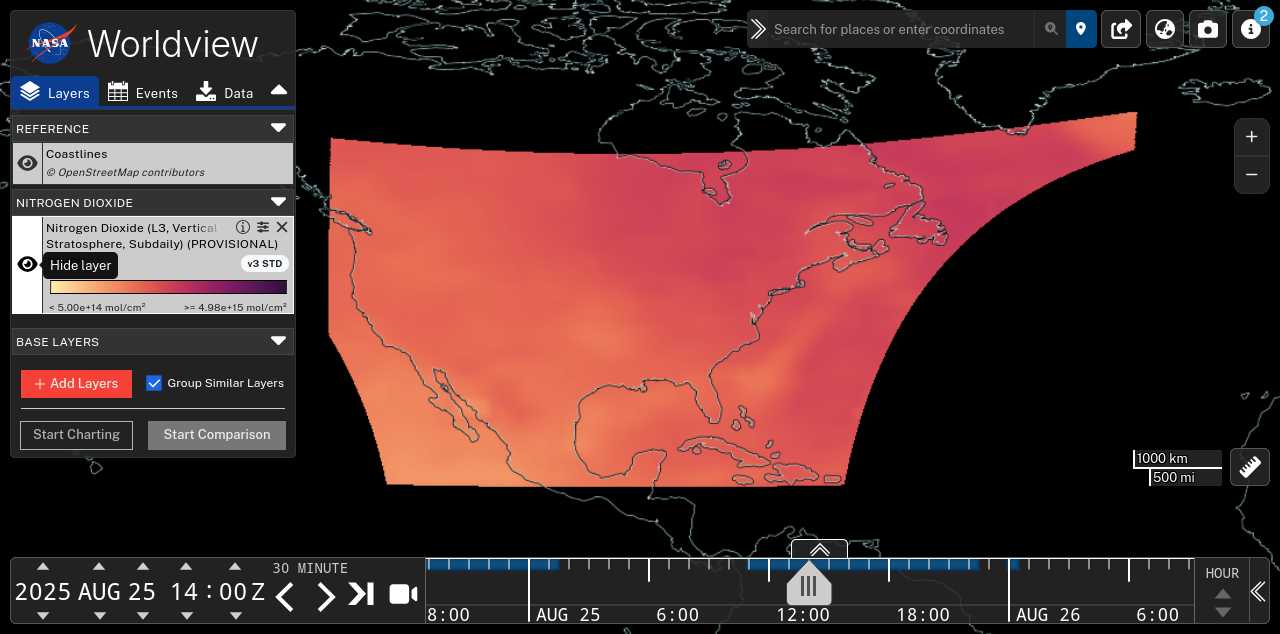 NASA
Worldview
Layers
Events
Data
REFERENCE
Coastlines
© OpenStreetMap contributors
NITROGEN DIOXIDE
Nitrogen Dioxide (L3, Vertical
Stratosphere, Subdaily) (PROVISIONAL)
Hide layer
v3 STD
< 5.00e+14 mol/cm²
>= 4.98e+15 mol/cm²
BASE LAYERS
+ Add Layers
Group Similar Layers
Start Charting
Start Comparison
Search for places or enter coordinates
2
+
−
1000 km
500 mi
2025 AUG 25 14:00Z
30 MINUTE
8:00
AUG 25
6:00
12:00
18:00
AUG 26
6:00
HOUR